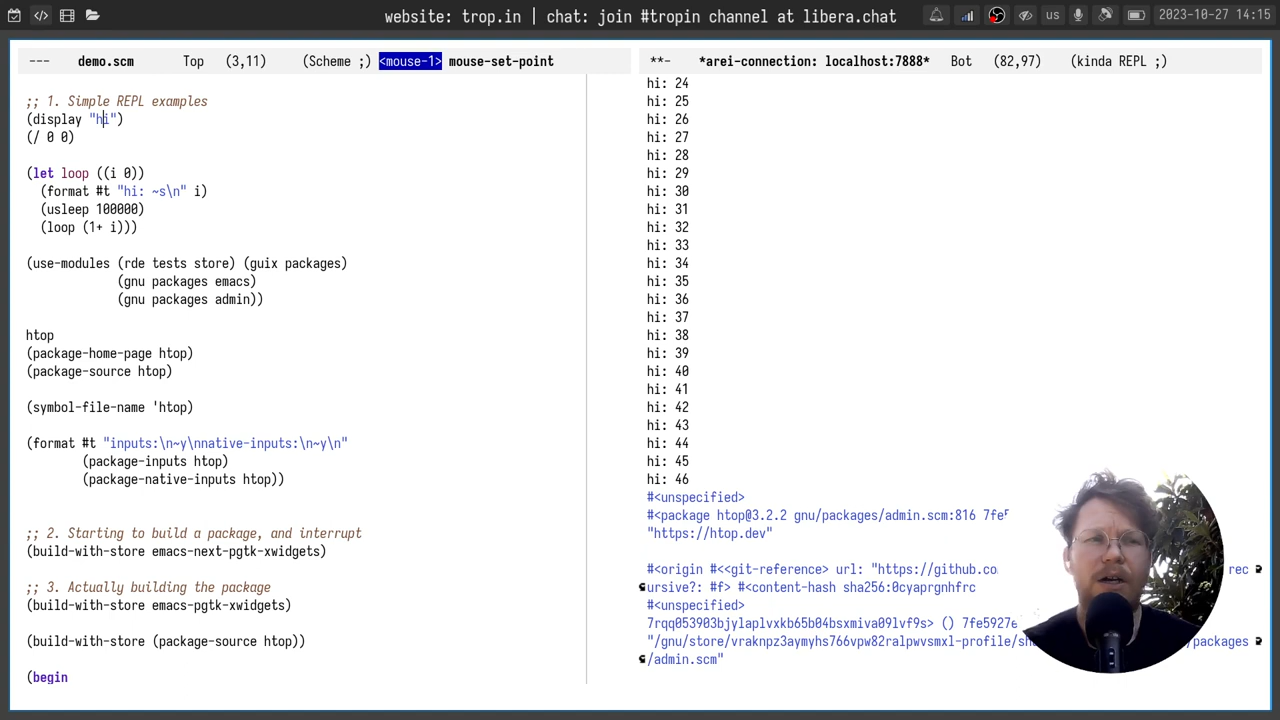 website: trop.in | chat: join #tropin channel at libera.chat
us
2023-10-27 14:15
--- demo.scm Top (3,11) (Scheme ;) <mouse-1> mouse-set-point
;; 1. Simple REPL examples
(display "hi")
(/ 0 0)
(let loop ((i 0))
(format #t "hi: ~s\n" i)
(usleep 100000)
(loop (1+ i)))
(use-modules (rde tests store) (guix packages)
(gnu packages emacs)
(gnu packages admin))
htop
(package-home-page htop)
(package-source htop)
(symbol-file-name 'htop)
(format #t "inputs:\n~y\nnative-inputs:\n~y\n"
(package-inputs htop)
(package-native-inputs htop))
;; 2. Starting to build a package, and interrupt
(build-with-store emacs-next-pgtk-xwidgets)
;; 3. Actually building the package
(build-with-store emacs-pgtk-xwidgets)
(build-with-store (package-source htop))
(begin
**- *arei-connection: localhost:7888* Bot (82,97) (kinda REPL ;)
hi: 24
hi: 25
hi: 26
hi: 27
hi: 28
hi: 29
hi: 30
hi: 31
hi: 32
hi: 33
hi: 34
hi: 35
hi: 36
hi: 37
hi: 38
hi: 39
hi: 40
hi: 41
hi: 42
hi: 43
hi: 44
hi: 45
hi: 46
#<unspecified>
#<package htop@3.2.2 gnu/packages/admin.scm:816
"https://htop.dev"
#<origin #<<git-reference> url: "https://github.co rec
ursive?: #f> #<content-hash sha256:0cyaprgnhfrc
#<unspecified>
7rqq053903bjylaplvxkb65b04bsxmiva09lvf9s> () 7fe5927
"/gnu/store/vraknpz3aymyhs766vpw82ralpwvsmxl-profile/sh /packages
/admin.scm"